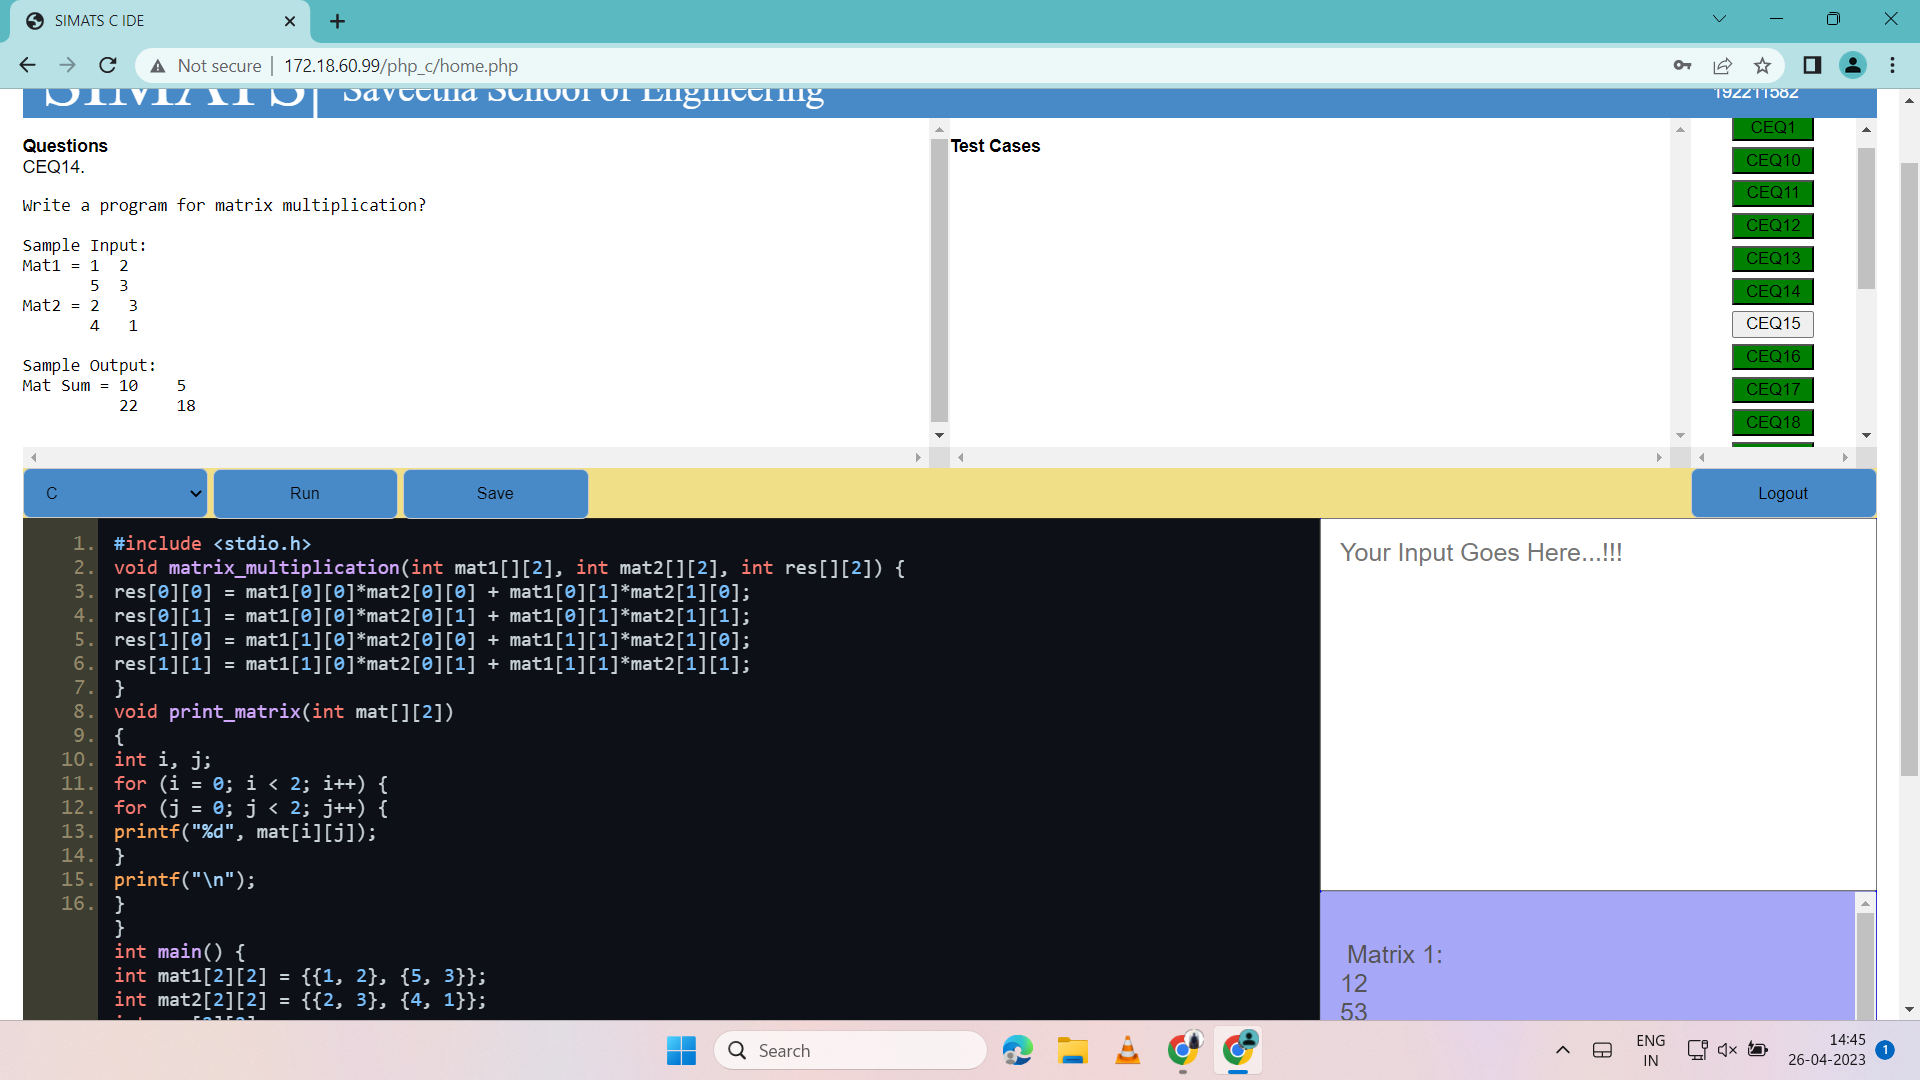 SIMATS C IDE
Not secure | 172.18.60.99/php_c/home.php
SIMATS | Saveetha School of Engineering
192211582
Questions
CEQ14.
Write a program for matrix multiplication?
Sample Input:
Mat1 = 1 2
5 3
Mat2 = 2 3
4 1
Sample Output:
Mat Sum = 10 5
22 18
Test Cases
CEQ1
CEQ10
CEQ11
CEQ12
CEQ13
CEQ14
CEQ15
CEQ16
CEQ17
CEQ18
C
Run
Save
Logout
1. #include <stdio.h>
2. void matrix_multiplication(int mat1[][2], int mat2[][2], int res[][2]) {
3. res[0][0] = mat1[0][0]*mat2[0][0] + mat1[0][1]*mat2[1][0];
4. res[0][1] = mat1[0][0]*mat2[0][1] + mat1[0][1]*mat2[1][1];
5. res[1][0] = mat1[1][0]*mat2[0][0] + mat1[1][1]*mat2[1][0];
6. res[1][1] = mat1[1][0]*mat2[0][1] + mat1[1][1]*mat2[1][1];
7. }
8. void print_matrix(int mat[][2])
9. {
10. int i, j;
11. for (i = 0; i < 2; i++) {
12. for (j = 0; j < 2; j++) {
13. printf("%d", mat[i][j]);
14. }
15. printf("\n");
16. }
}
int main() {
int mat1[2][2] = {{1, 2}, {5, 3}};
int mat2[2][2] = {{2, 3}, {4, 1}};
Your Input Goes Here...!!!
Matrix 1:
12
53
Search
ENG
IN
14:45
26-04-2023
1